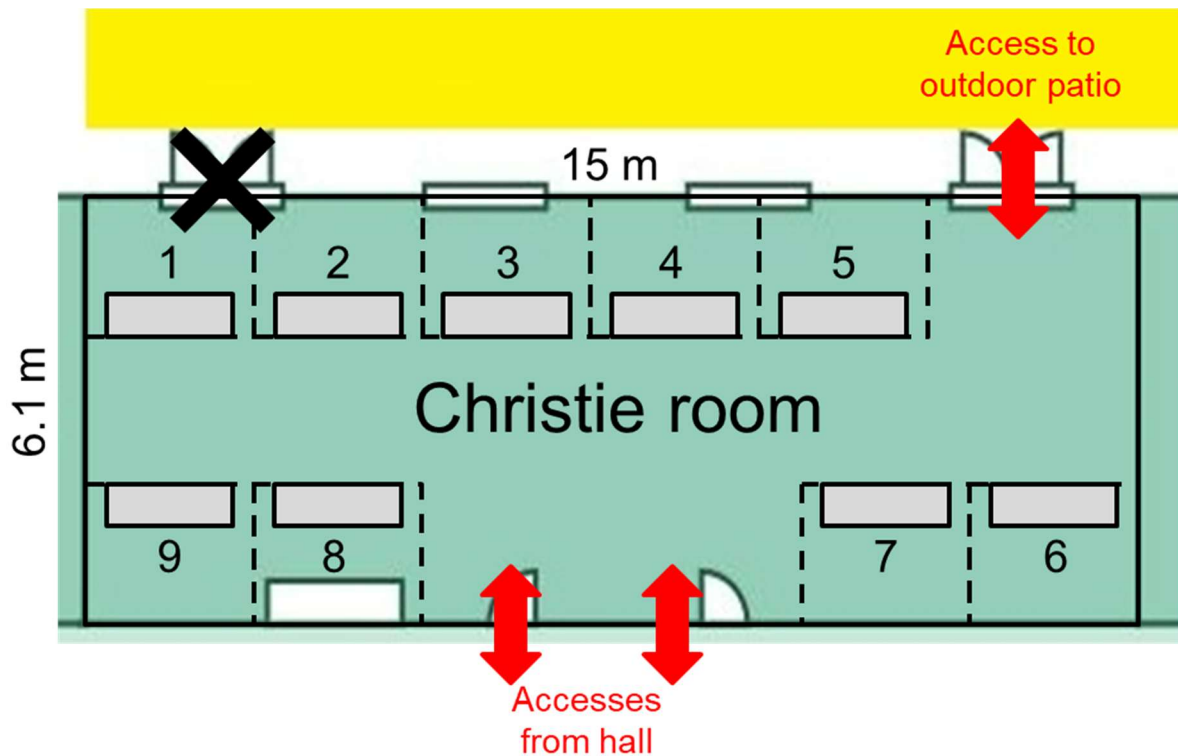 Access to
outdoor patio
15 m
1 2 3 4 5
6.1 m
Christie room
9 8 7 6
Accesses
from hall